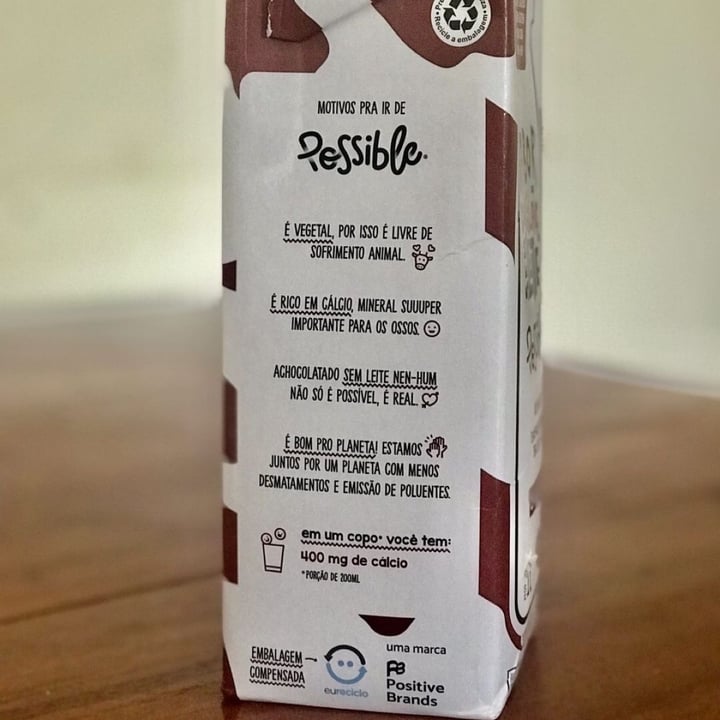 Recicle a embalagem
MOTIVOS PRA IR DE
Possible.
É VEGETAL, POR ISSO É LIVRE DE
SOFRIMENTO ANIMAL.
É RICO EM CÁLCIO, MINERAL SUUUPER
IMPORTANTE PARA OS OSSOS.
ACHOCOLATADO SEM LEITE NEN-HUM
NÃO SÓ É POSSÍVEL, É REAL.
É BOM PRO PLANETA! ESTAMOS
JUNTOS POR UM PLANETA COM MENOS
DESMATAMENTOS E EMISSÃO DE POLUENTES.
em um copo* você tem:
400 mg de cálcio
*PORÇÃO DE 200ML
EMBALAGEM
COMPENSADA
eureciclo
uma marca
Positive
Brands